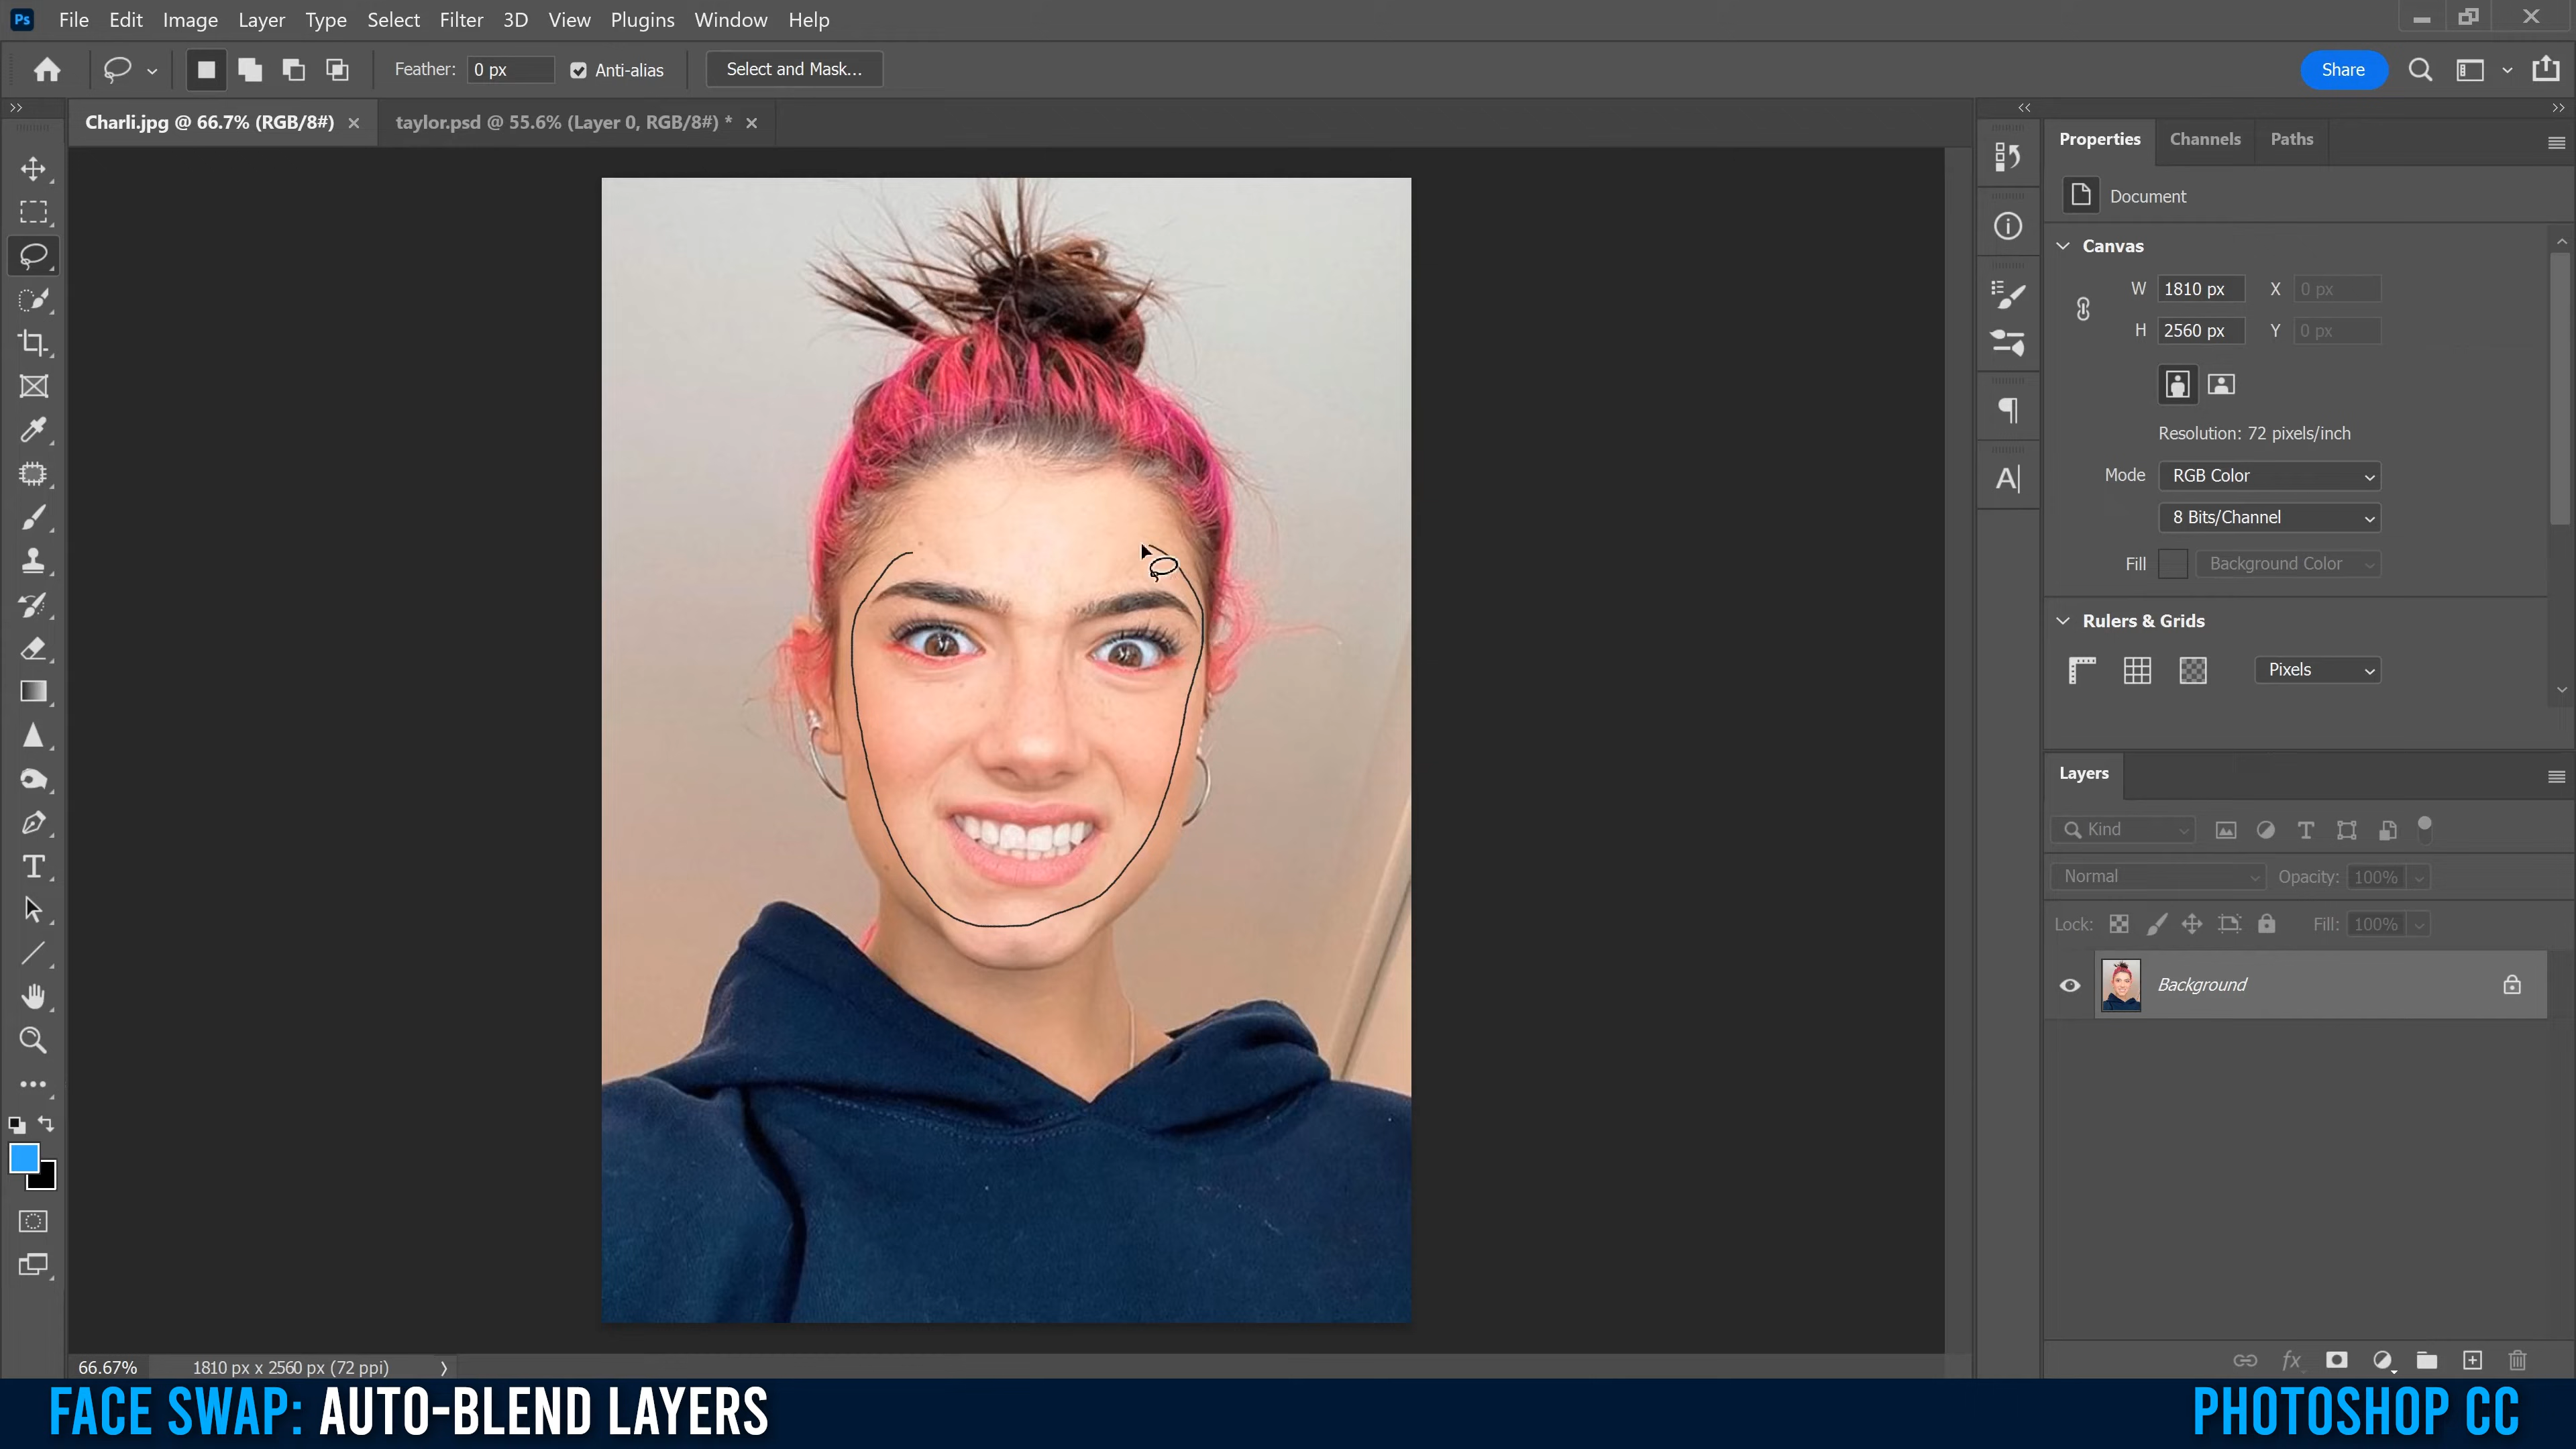 Ps File Edit Image Layer Select Filter 3D View Plugins Window Help
Feather: 0 px Anti-alias Select and Mask... Share
Charli.jpg @ 66.7% (RGB/8#) × taylor.psd @ 55.6% (Layer 0, RGB/8#) * ×
Properties Channels Paths
Document
Canvas
W 1810 px X 0 px
H 2560 px Y 0 px
Resolution: 72 pixels/inch
Mode RGB Color
8 Bits/Channel
Fill Background Color
Rulers & Grids
Pixels
Layers
Kind
Normal Opacity: 100%
Lock: Fill: 100%
Background
66.67% 1810 px x 2560 px (72 ppi)
FACE SWAP: AUTO-BLEND LAYERS PHOTOSHOP CC